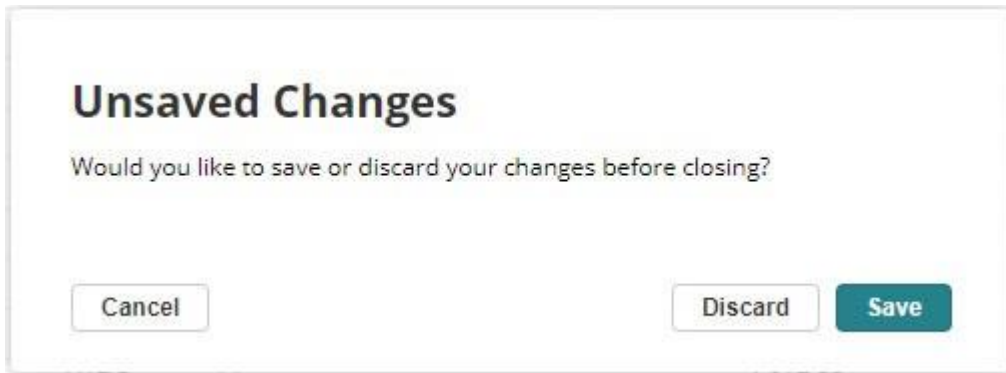 Unsaved Changes
Would you like to save or discard your changes before closing?
Cancel Discard Save